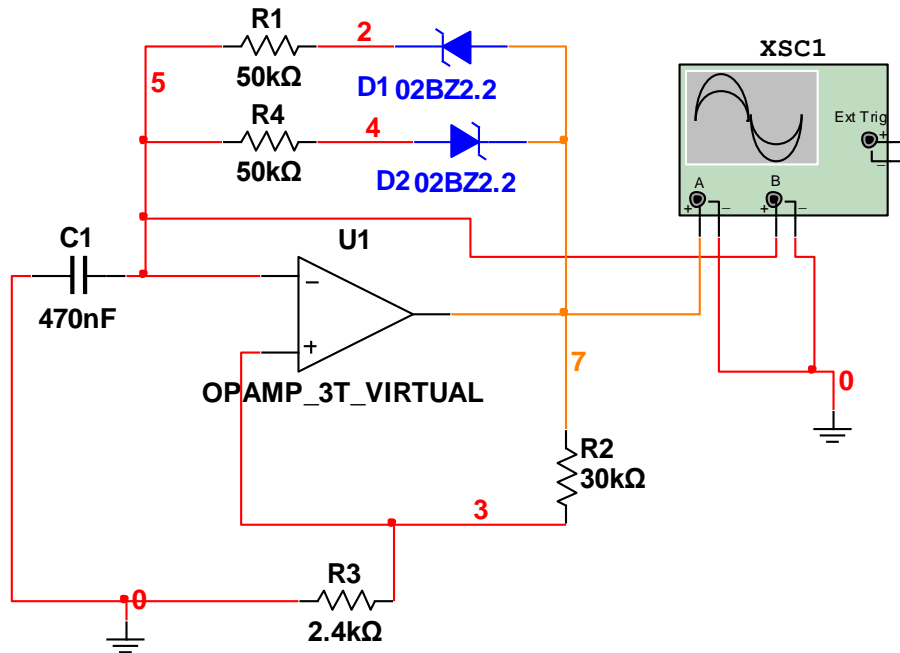 R1
2
50kΩ
D1 02BZ2.2
5
R4
4
50kΩ
D2 02BZ2.2
XSC1
Ext Trig
+
−
A
B
+
−
+
−
C1
470nF
U1
−
+
OPAMP_3T_VIRTUAL
7
0
R2
30kΩ
3
0
R3
2.4kΩ